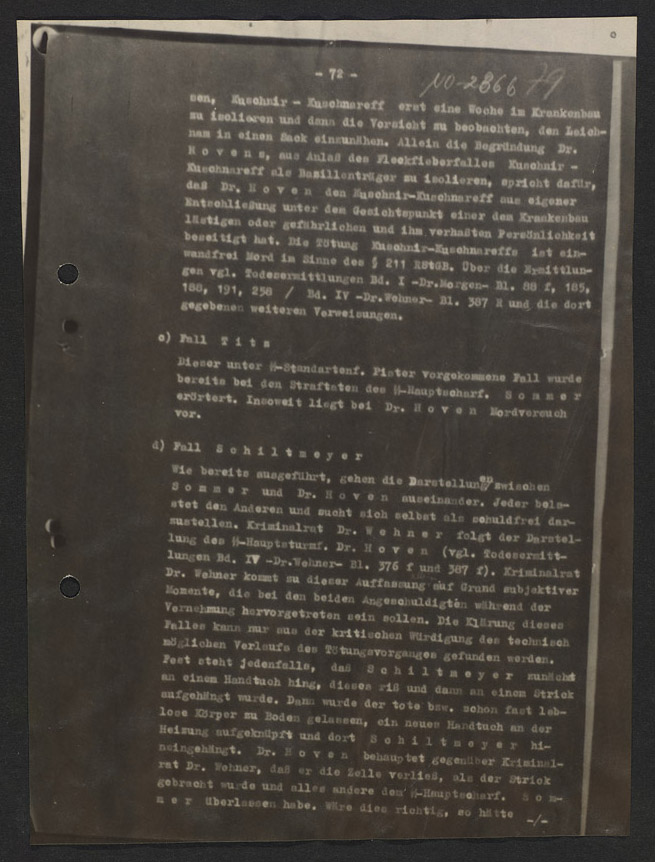 - 72 -
NO-2366 79
sen, Kuschnir - Kuschnareff erst eine Woche im Krankenbau
zu isolieren und dann die Vorsicht zu beobachten, den Leich-
nam in einen Sack einzunähen. Allein die Begründung Dr.
H o v e n s, aus Anlaß des Fleckfieberfalles Kuschnir -
Kuschnareff als Bazillenträger zu isolieren, spricht dafür,
daß Dr. H o v e n den Kuschnir-Kuschnareff aus eigener
Entschließung unter dem Gesichtspunkt einer dem Krankenbau
lästigen oder gefährlichen und ihm verhaßten Persönlichkeit
beseitigt hat. Die Tötung Kuschnir-Kuschnareffs ist ein-
wandfrei Mord im Sinne des § 211 RStGB. Über die Ermittlun-
gen vgl. Todesermittlungen Bd. I -Dr.Morgen- Bl. 88 f, 185,
188, 191, 258 / Bd. IV -Dr.Wehner- Bl. 387 R und die dort
gegebenen weiteren Verweisungen.
c) Fall T i t z
Dieser unter ᛋᛋ-Standartenf. Pister vorgekommene Fall wurde
bereits bei den Straftaten des ᛋᛋ-Hauptscharf. S o m m e r
erörtert. Insoweit liegt bei Dr. H o v e n Mordversuch
vor.
d) Fall S c h i l t m e y e r
Wie bereits ausgeführt, gehen die Darstellungen zwischen
S o m m e r und Dr. H o v e n auseinander. Jeder bela-
stet den Anderen und sucht sich selbst als schuldfrei dar-
zustellen. Kriminalrat Dr. W e h n e r folgt der Darstel-
lung des ᛋᛋ-Hauptsturmf. Dr. H o v e n (vgl. Todesermitt-
lungen Bd. IV -Dr.Wehner- Bl. 376 f und 387 f). Kriminalrat
Dr. Wehner kommt zu dieser Auffassung auf Grund subjektiver
Momente, die bei den beiden Angeschuldigten während der
Vernehmung hervorgetreten sein sollen. Die Klärung dieses
Falles kann nur aus der kritischen Würdigung des technisch
möglichen Verlaufs des Tötungsvorganges gefunden werden.
Fest steht jedenfalls, daß S c h i l t m e y e r zunächst
an einem Handtuch hing, dieses riß und dann an einem Strick
aufgehängt wurde. Dann wurde der tote bzw. schon fast leb-
lose Körper zu Boden gelassen, ein neues Handtuch an der
Heizung aufgeknüpft und dort S c h i l t m e y e r hi-
neingehängt. Dr. H o v e n behauptet gegenüber Kriminal-
rat Dr. Wehner, daß er die Zelle verließ, als der Strick
gebracht wurde und alles andere dem ᛋᛋ-Hauptscharf. S o m-
m e r überlassen habe. Wäre dies richtig, so hätte
-/-